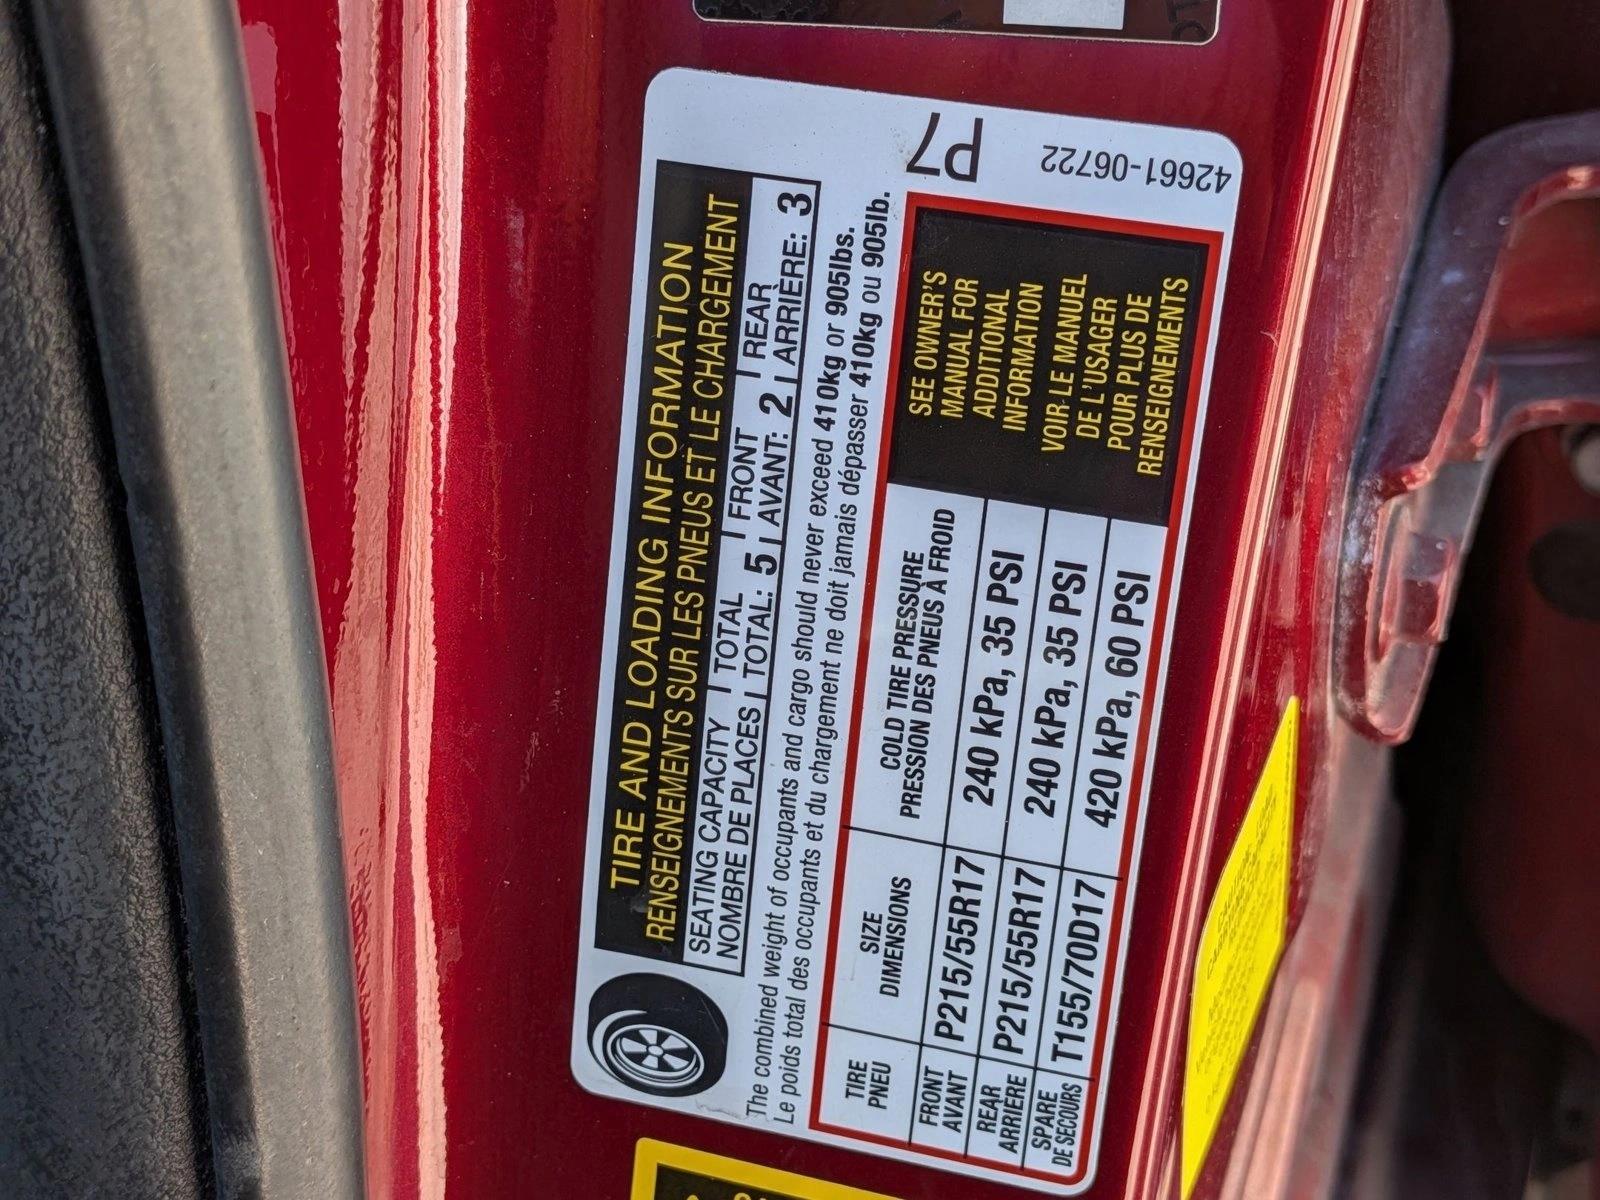 TIRE AND LOADING INFORMATION
RENSEIGNEMENTS SUR LES PNEUS ET LE CHARGEMENT
SEATING CAPACITY | TOTAL | FRONT | REAR
NOMBRE DE PLACES | TOTAL: 5 | AVANT: 2 | ARRIÈRE: 3
The combined weight of occupants and cargo should never exceed 410kg or 905lbs.
Le poids total des occupants et du chargement ne doit jamais dépasser 410kg ou 905lb.
TIRE
PNEU
SIZE
DIMENSIONS
COLD TIRE PRESSURE
PRESSION DES PNEUS À FROID
FRONT
AVANT
P215/55R17
240 kPa, 35 PSI
REAR
ARRIÈRE
P215/55R17
240 kPa, 35 PSI
SPARE
DE SECOURS
T155/70D17
420 kPa, 60 PSI
SEE OWNER'S
MANUAL FOR
ADDITIONAL
INFORMATION
VOIR LE MANUEL
DE L'USAGER
POUR PLUS DE
RENSEIGNEMENTS
P7
42661-06722